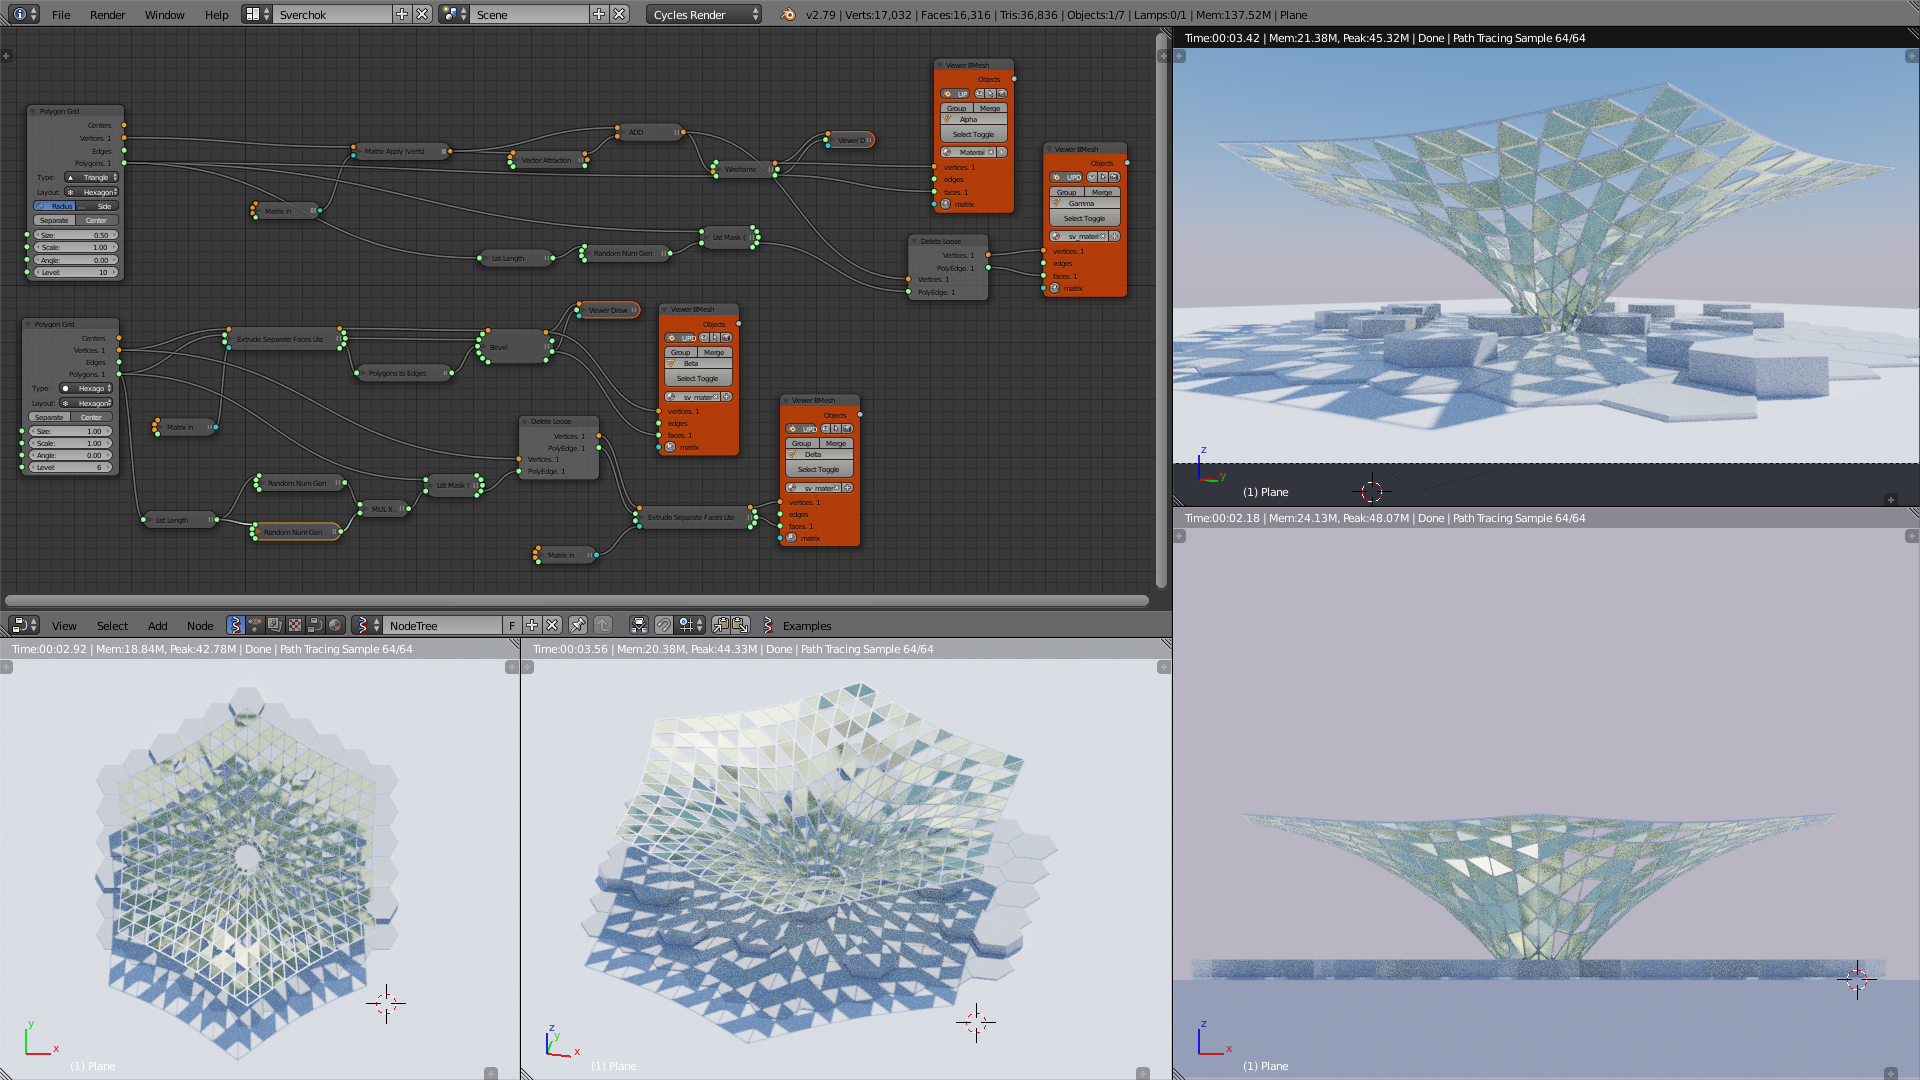 File Render Window Help Sverchok Scene Cycles Render v2.79 | Verts:17,032 | Faces:16,316 | Tris:36,836 | Objects:1/7 | Lamps:0/1 | Mem:137.52M | Plane
Polygon Grid
Centers
Vertices. 1
Edges
Polygons. 1
Type: Triangle
Layout: Hexagon
Radius Side
Separate Center
Size: 0.50
Scale: 1.00
Angle: 0.00
Level: 10
Matrix in
Matrix Apply (verts)
Vector Attraction
ADD
Wireframe
Viewer D
List Length
Random Num Gen
List Mask (
Viewer BMesh
Objects
UP
Group Merge
Alpha
Select Toggle
Material
vertices. 1
edges
faces. 1
matrix
Viewer BMesh
Objects
UPD
Group Merge
Gamma
Select Toggle
sv_materi
vertices. 1
edges
faces. 1
matrix
Delete Loose
Vertices. 1
PolyEdge. 1
Vertices. 1
PolyEdge. 1
Polygon Grid
Centers
Vertices. 1
Edges
Polygons. 1
Type: Hexago
Layout: Hexagon
Separate Center
Size: 1.00
Scale: 1.00
Angle: 0.00
Level: 6
Matrix in
Extrude Separate Faces Lite
Polygons to Edges
Bevel
Viewer Draw
Viewer BMesh
Objects
UPD
Group Merge
Beta
Select Toggle
sv_mater
vertices. 1
edges
faces. 1
matrix
Delete Loose
Vertices. 1
PolyEdge. 1
Vertices. 1
PolyEdge. 1
List Length
Random Num Gen
Random Num Gen
MUL X
List Mask (
Matrix in
Extrude Separate Faces Lite
Viewer BMesh
Objects
UPD
Group Merge
Delta
Select Toggle
sv_mater
vertices. 1
edges
faces. 1
matrix
View Select Add Node NodeTree F Examples
Time:00:03.42 | Mem:21.38M, Peak:45.32M | Done | Path Tracing Sample 64/64
z
y
(1) Plane
Time:00:02.18 | Mem:24.13M, Peak:48.07M | Done | Path Tracing Sample 64/64
z
x
(1) Plane
Time:00:02.92 | Mem:18.84M, Peak:42.78M | Done | Path Tracing Sample 64/64
y
x
(1) Plane
Time:00:03.56 | Mem:20.38M, Peak:44.33M | Done | Path Tracing Sample 64/64
z
y
x
(1) Plane